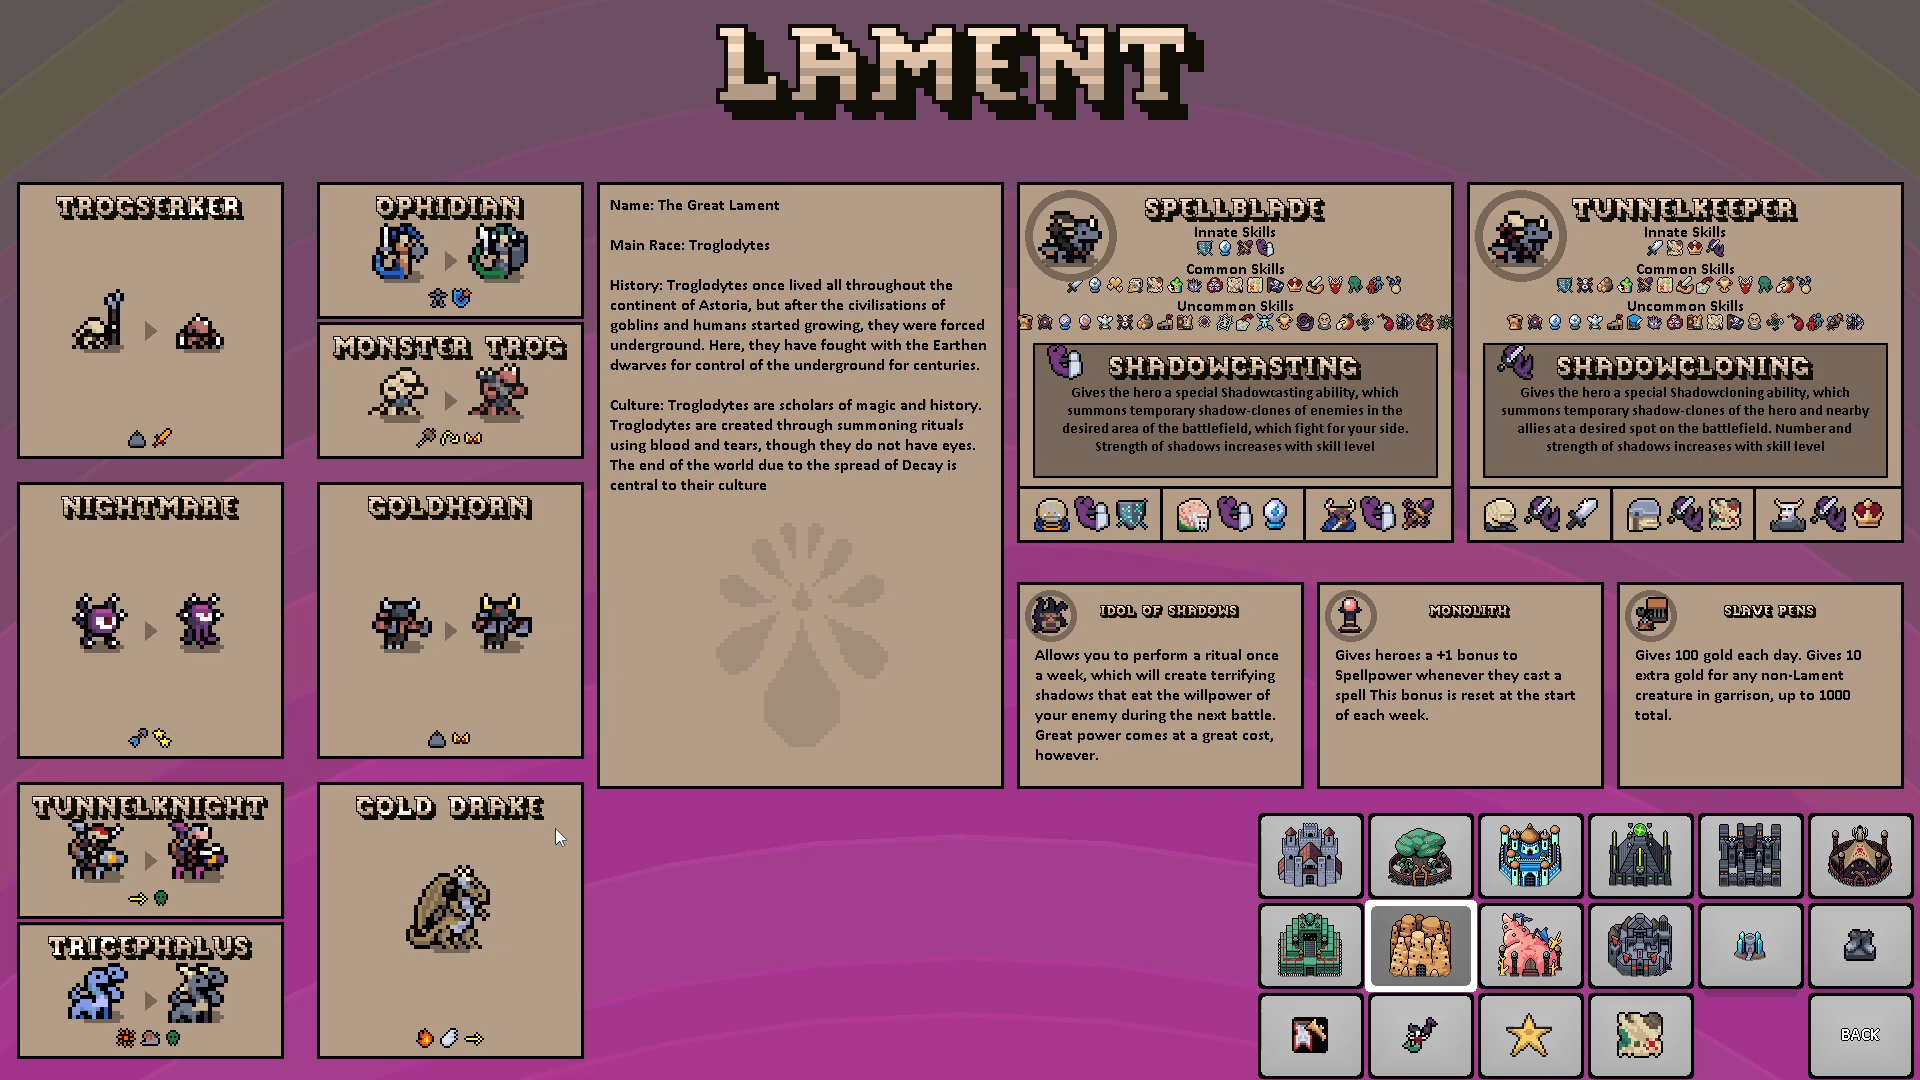 LAMENT
TROGSERKER
OPHIDIAN
MONSTER TROG
NIGHTMARE
GOLDHORN
TUNNELKNIGHT
TRICEPHALUS
GOLD DRAKE
Name: The Great Lament
Main Race: Troglodytes
History: Troglodytes once lived all throughout the
continent of Astoria, but after the civilisations of
goblins and humans started growing, they were forced
underground. Here, they have fought with the Earthen
dwarves for control of the underground for centuries.
Culture: Troglodytes are scholars of magic and history.
Troglodytes are created through summoning rituals
using blood and tears, though they do not have eyes.
The end of the world due to the spread of Decay is
central to their culture
SPELLBLADE
Innate Skills
Common Skills
Uncommon Skills
SHADOWCASTING
Gives the hero a special Shadowcasting ability, which
summons temporary shadow-clones of enemies in the
desired area of the battlefield, which fight for your side.
Strength of shadows increases with skill level
TUNNELKEEPER
Innate Skills
Common Skills
Uncommon Skills
SHADOWCLONING
Gives the hero a special Shadowcloning ability, which
summons temporary shadow-clones of the hero and nearby
allies at a desired spot on the battlefield. Number and
strength of shadows increases with skill level
IDOL OF SHADOWS
Allows you to perform a ritual once
a week, which will create terrifying
shadows that eat the willpower of
your enemy during the next battle.
Great power comes at a great cost,
however.
MONOLITH
Gives heroes a +1 bonus to
Spellpower whenever they cast a
spell This bonus is reset at the start
of each week.
SLAVE PENS
Gives 100 gold each day. Gives 10
extra gold for any non-Lament
creature in garrison, up to 1000
total.
BACK